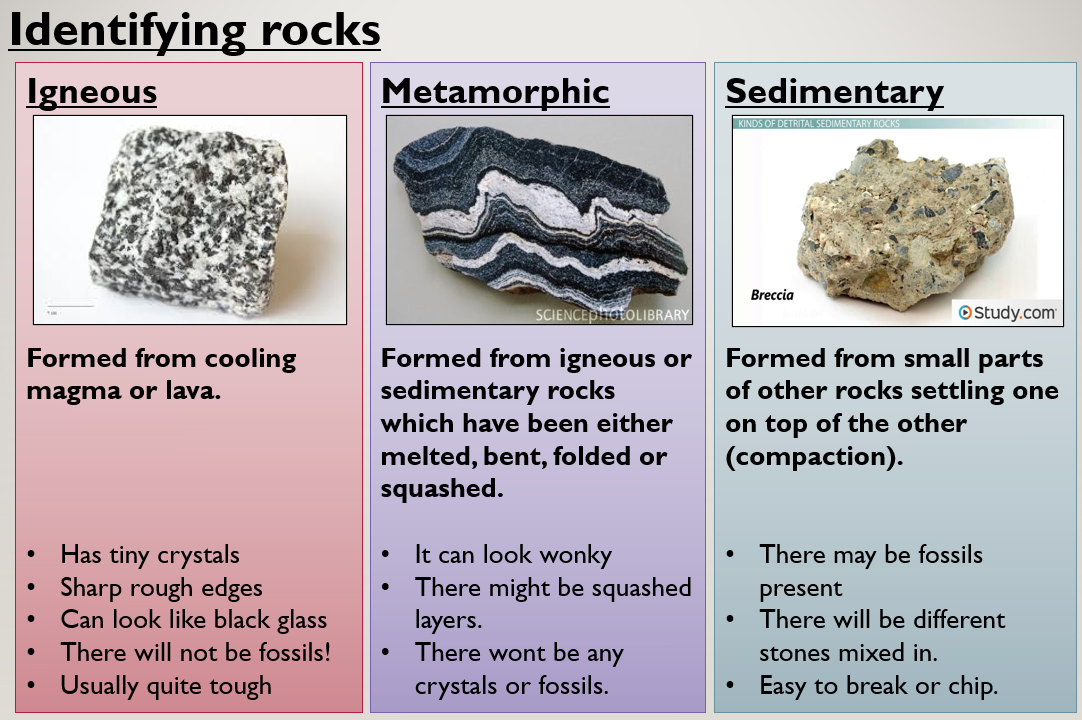 Identifying rocks
Igneous
Formed from cooling
magma or lava.
• Has tiny crystals
• Sharp rough edges
• Can look like black glass
• There will not be fossils!
• Usually quite tough
Metamorphic
SCIENCEphotoLIBRARY
Formed from igneous or
sedimentary rocks
which have been either
melted, bent, folded or
squashed.
• It can look wonky
• There might be squashed
layers.
• There wont be any
crystals or fossils.
Sedimentary
KINDS OF DETRITAL SEDIMENTARY ROCKS
Breccia
Study.com
Formed from small parts
of other rocks settling one
on top of the other
(compaction).
• There may be fossils
present
• There will be different
stones mixed in.
• Easy to break or chip.